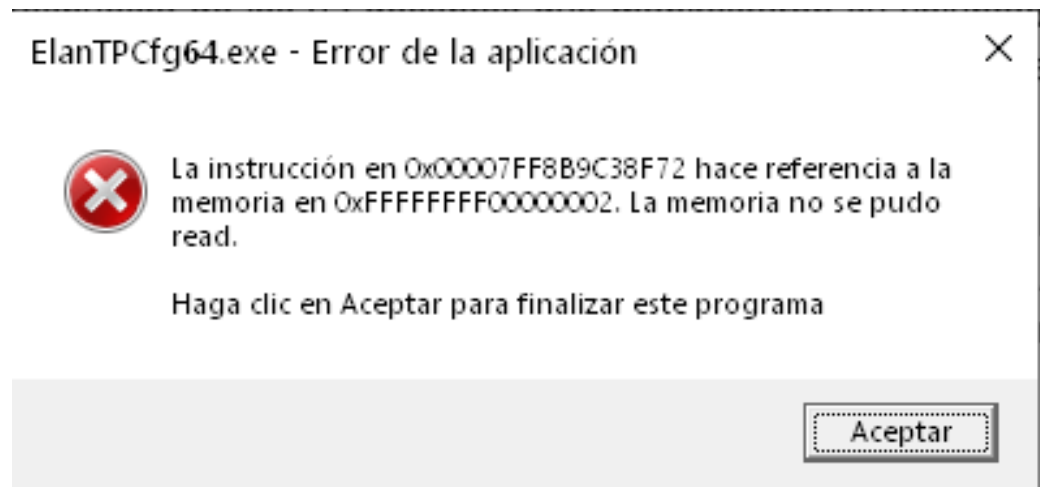 ElanTPCfg64.exe - Error de la aplicación
La instrucción en 0x00007FF8B9C38F72 hace referencia a la
memoria en 0xFFFFFFFF00000002. La memoria no se pudo
read.
Haga clic en Aceptar para finalizar este programa
Aceptar